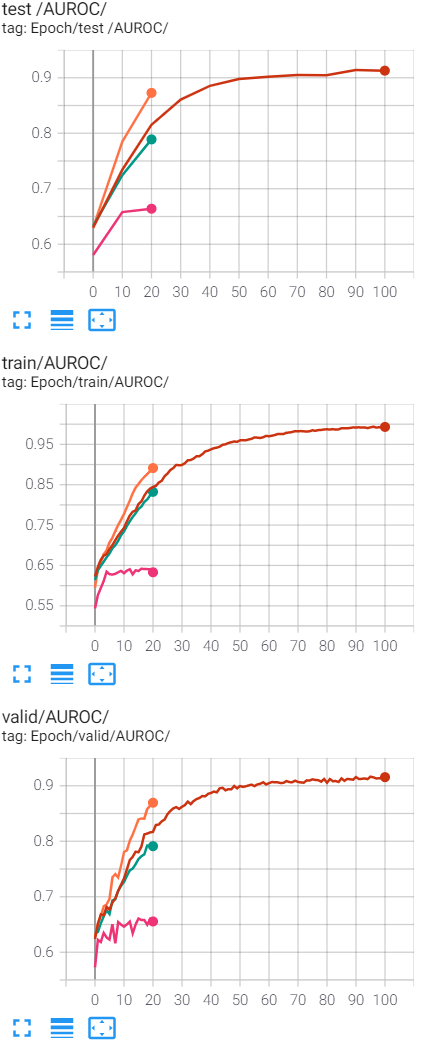 test /AUROC/
tag: Epoch/test /AUROC/
0.9
0.8
0.7
0.6
0 10 20 30 40 50 60 70 80 90 100
train/AUROC/
tag: Epoch/train/AUROC/
0.95
0.85
0.75
0.65
0.55
0 10 20 30 40 50 60 70 80 90 100
valid/AUROC/
tag: Epoch/valid/AUROC/
0.9
0.8
0.7
0.6
0 10 20 30 40 50 60 70 80 90 100